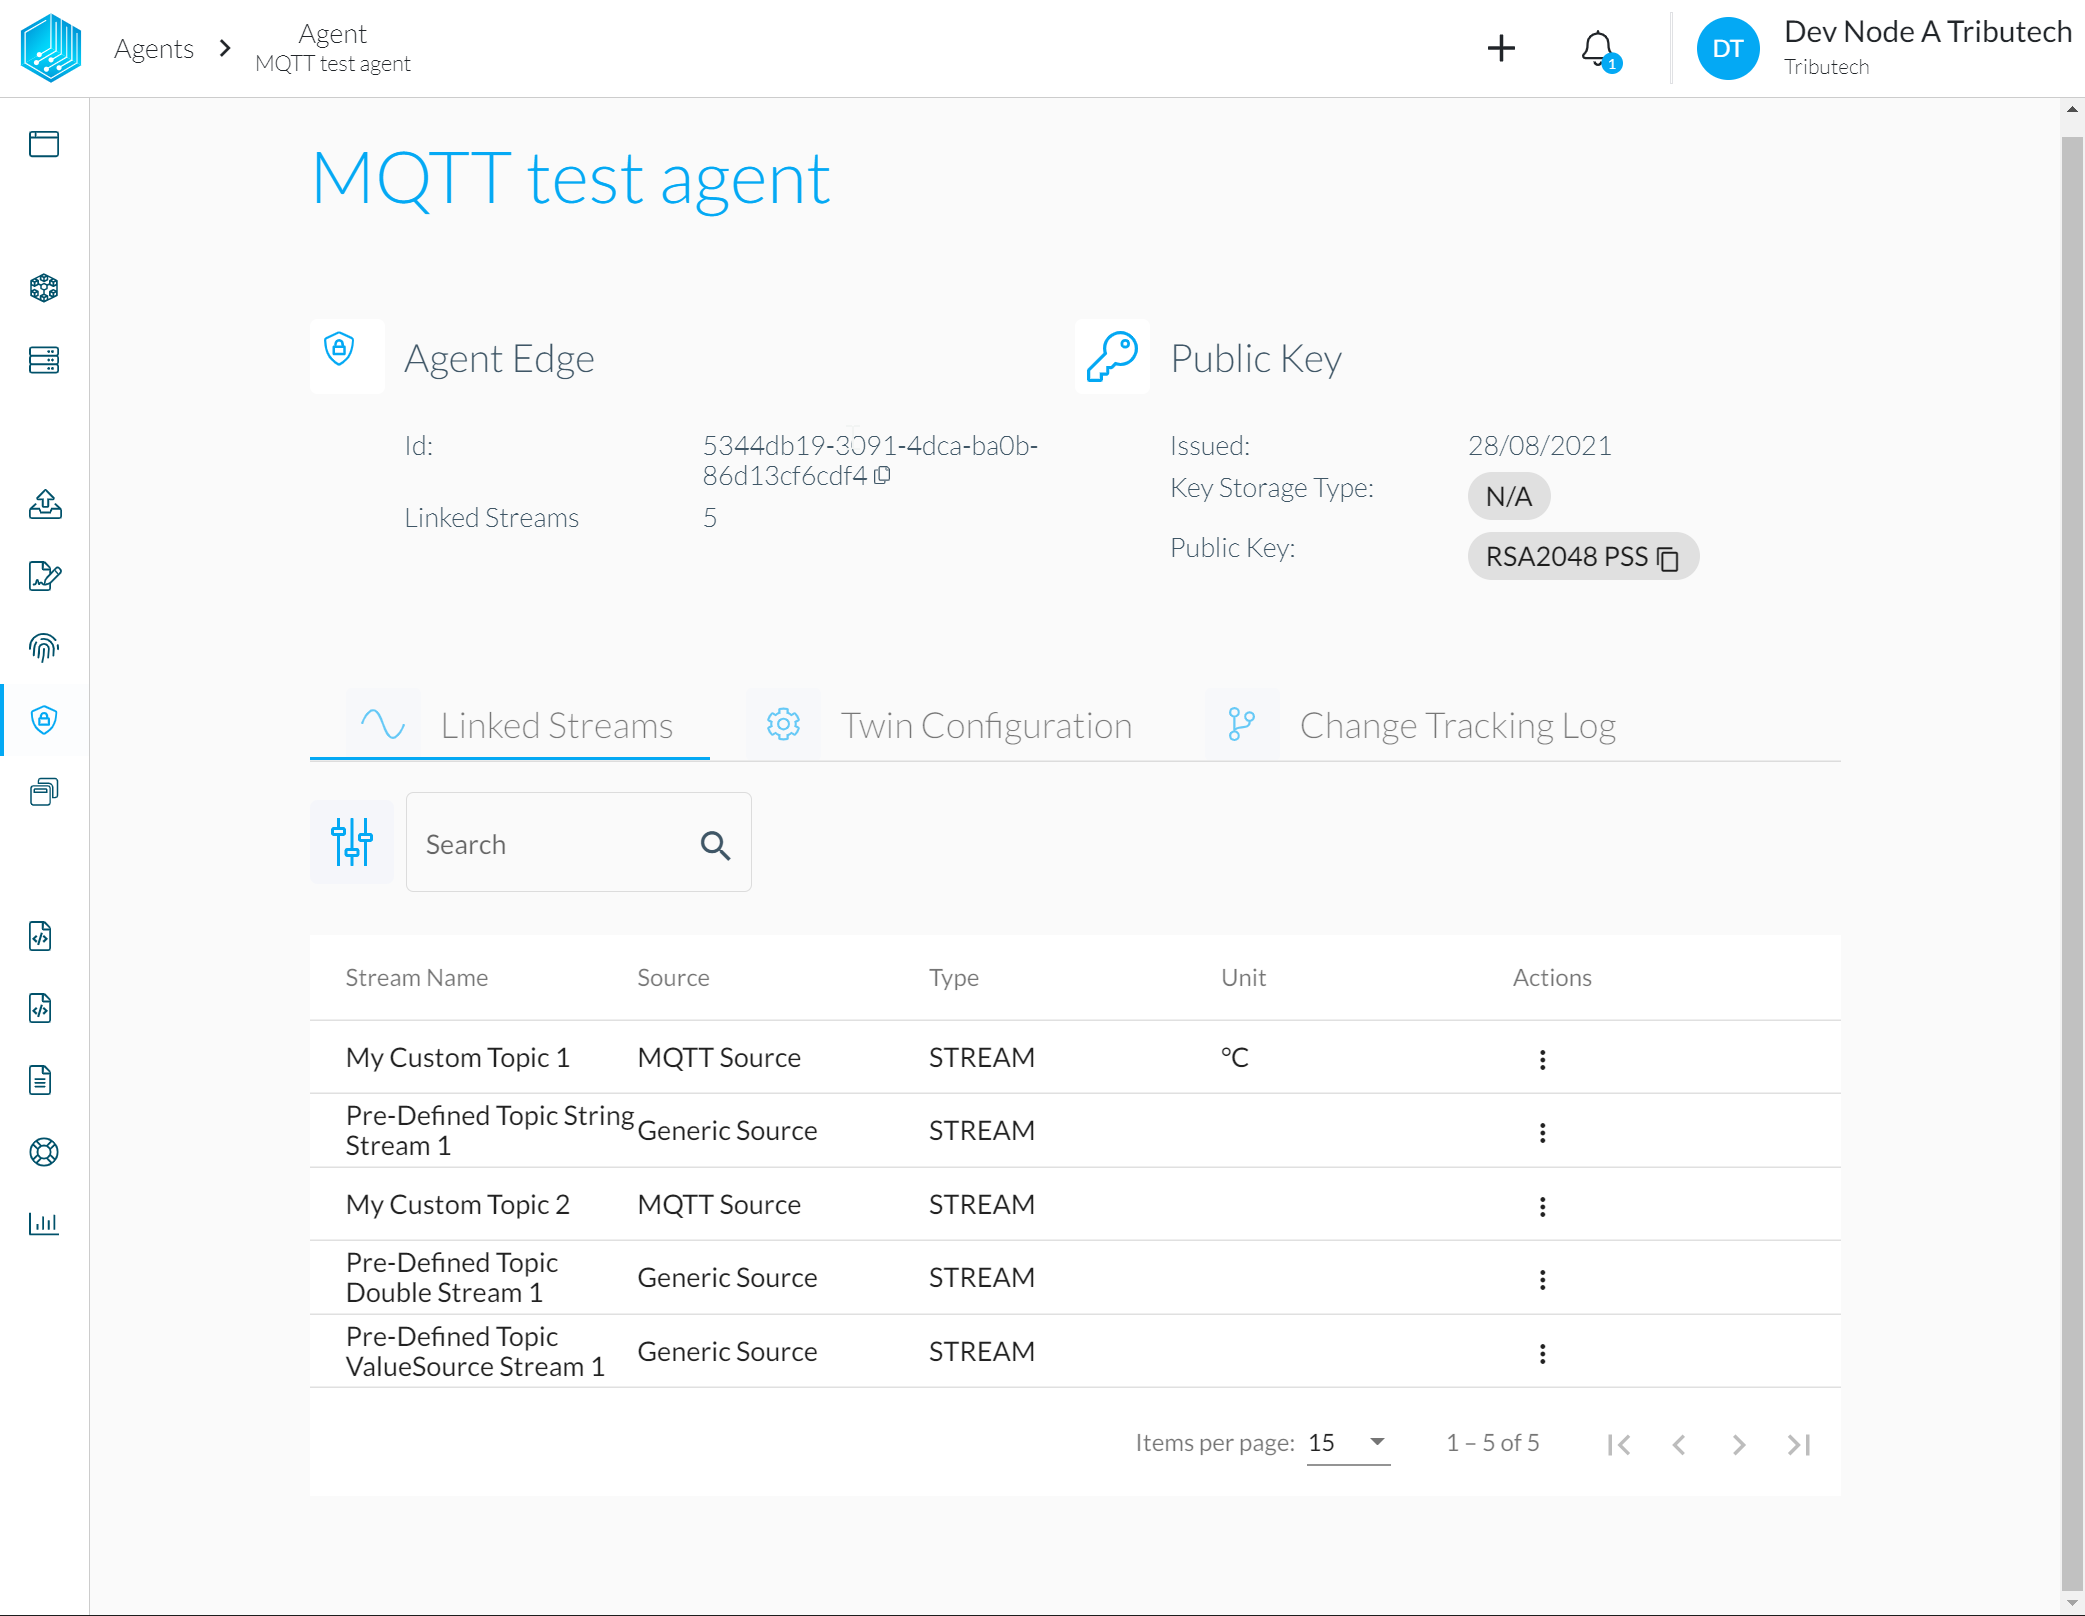 Agents
Agent
MQTT test agent
1
DT
Dev Node A Tributech
Tributech
MQTT test agent
Agent Edge
Id:
5344db19-3091-4dca-ba0b-
86d13cf6cdf4
Linked Streams
5
Public Key
Issued:
28/08/2021
Key Storage Type:
N/A
Public Key:
RSA2048 PSS
Linked Streams
Twin Configuration
Change Tracking Log
Search
Stream Name Source Type Unit Actions
My Custom Topic 1 MQTT Source STREAM °C
Pre-Defined Topic String
Stream 1
Generic Source STREAM
My Custom Topic 2 MQTT Source STREAM
Pre-Defined Topic
Double Stream 1
Generic Source STREAM
Pre-Defined Topic
ValueSource Stream 1
Generic Source STREAM
Items per page: 15 1 – 5 of 5